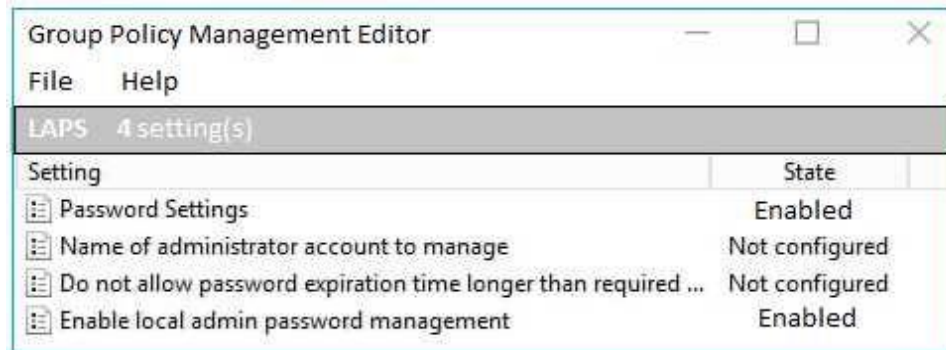 Group Policy Management Editor
File Help
LAPS 4 setting(s)
Setting State
Password Settings Enabled
Name of administrator account to manage Not configured
Do not allow password expiration time longer than required ... Not configured
Enable local admin password management Enabled